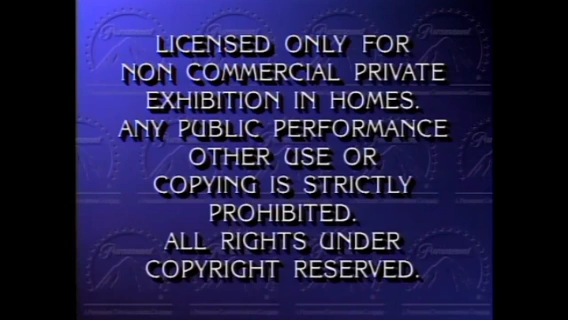 LICENSED ONLY FOR
NON COMMERCIAL PRIVATE
EXHIBITION IN HOMES.
ANY PUBLIC PERFORMANCE
OTHER USE OR
COPYING IS STRICTLY
PROHIBITED.
ALL RIGHTS UNDER
COPYRIGHT RESERVED.